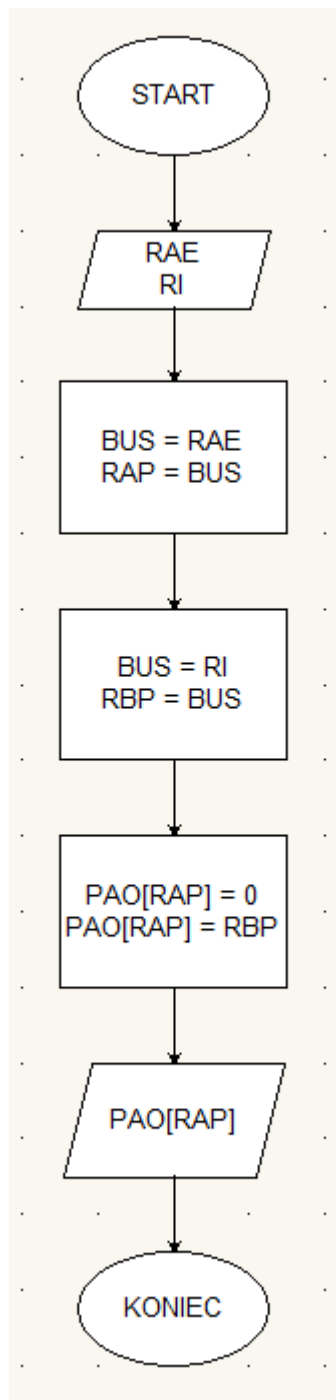 START
RAE
RI
BUS = RAE
RAP = BUS
BUS = RI
RBP = BUS
PAO[RAP] = 0
PAO[RAP] = RBP
PAO[RAP]
KONIEC